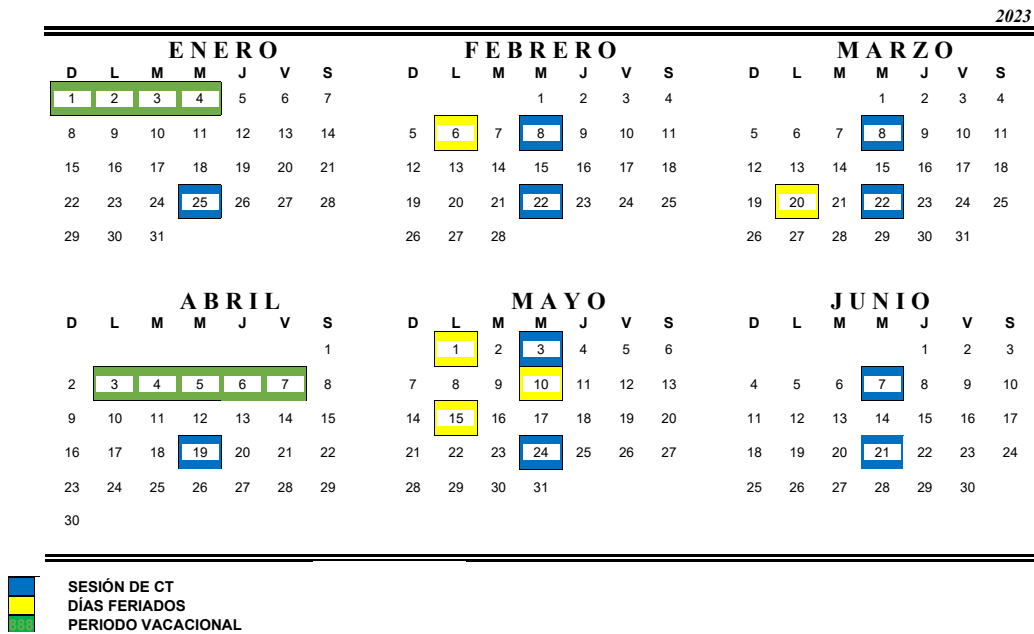 2023
ENERO FEBRERO MARZO
D L M M J V S D L M M J V S D L M M J V S
1 2 3 4 5 6 7 1 2 3 4 1 2 3 4
8 9 10 11 12 13 14 5 6 7 8 9 10 11 5 6 7 8 9 10 11
15 16 17 18 19 20 21 12 13 14 15 16 17 18 12 13 14 15 16 17 18
22 23 24 25 26 27 28 19 20 21 22 23 24 25 19 20 21 22 23 24 25
29 30 31 26 27 28 26 27 28 29 30 31
ABRIL MAYO JUNIO
D L M M J V S D L M M J V S D L M M J V S
1 1 2 3 4 5 6 1 2 3
2 3 4 5 6 7 8 7 8 9 10 11 12 13 4 5 6 7 8 9 10
9 10 11 12 13 14 15 14 15 16 17 18 19 20 11 12 13 14 15 16 17
16 17 18 19 20 21 22 21 22 23 24 25 26 27 18 19 20 21 22 23 24
23 24 25 26 27 28 29 28 29 30 31 25 26 27 28 29 30
30
SESIÓN DE CT
DÍAS FERIADOS
888 PERIODO VACACIONAL